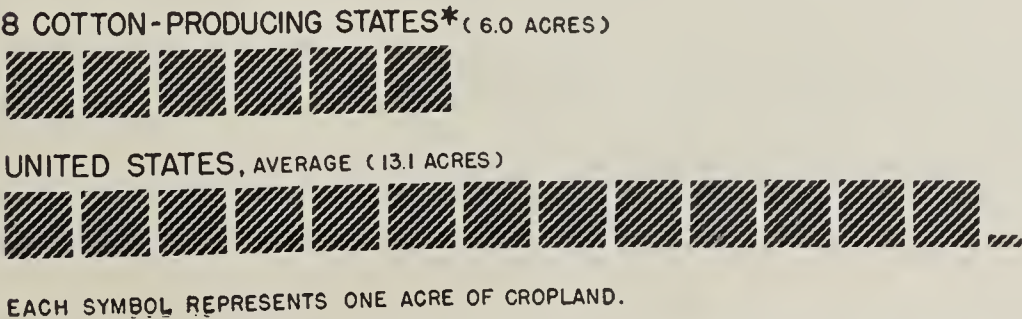 8 COTTON-PRODUCING STATES* (6.0 ACRES)
UNITED STATES, AVERAGE (13.1 ACRES)
EACH SYMBOL REPRESENTS ONE ACRE OF CROPLAND.